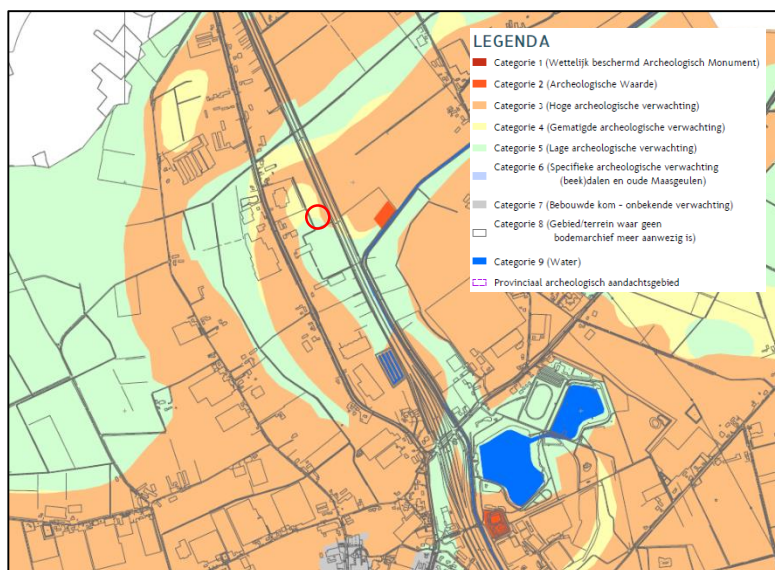 LEGENDA
Categorie 1 (Wettelijk beschermd Archeologisch Monument)
Categorie 2 (Archeologische Waarde)
Categorie 3 (Hoge archeologische verwachting)
Categorie 4 (Gematigde archeologische verwachting)
Categorie 5 (Lage archeologische verwachting)
Categorie 6 (Specifieke archeologische verwachting
(beek)dalen en oude Maasgeulen)
Categorie 7 (Bebouwde kom – onbekende verwachting)
Categorie 8 (Gebied/terrein waar geen
bodemarchief meer aanwezig is)
Categorie 9 (Water)
Provinciaal archeologisch aandachtsgebied